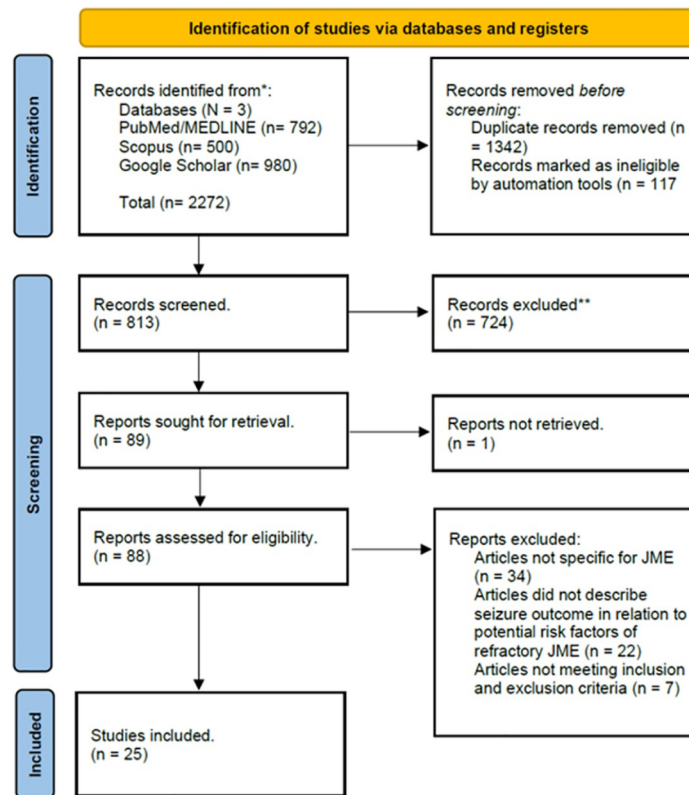 Identification of studies via databases and registers
Identification
Records identified from*:
Databases (N = 3)
PubMed/MEDLINE (n= 792)
Scopus (n= 500)
Google Scholar (n= 980)
Total (n= 2272)
Records removed before
screening:
Duplicate records removed (n
= 1342)
Records marked as ineligible
by automation tools (n = 117
Screening
Records screened.
(n = 813)
Records excluded**
(n = 724)
Reports sought for retrieval.
(n = 89)
Reports not retrieved.
(n = 1)
Reports assessed for eligibility.
(n = 88)
Reports excluded:
Articles not specific for JME
(n = 34)
Articles did not describe
seizure outcome in relation to
potential risk factors of
refractory JME (n = 22)
Articles not meeting inclusion
and exclusion criteria (n = 7)
Included
Studies included.
(n = 25)